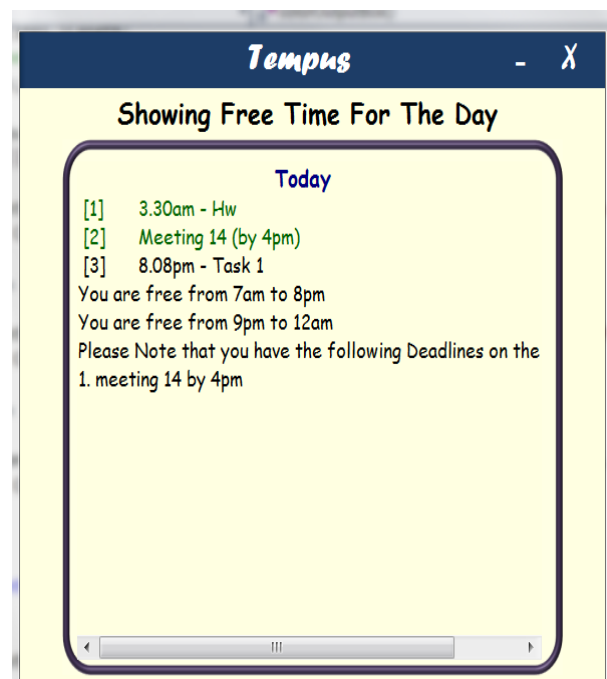 Tempus - X
Showing Free Time For The Day
Today
[1] 3.30am - Hw
[2] Meeting 14 (by 4pm)
[3] 8.08pm - Task 1
You are free from 7am to 8pm
You are free from 9pm to 12am
Please Note that you have the following Deadlines on the
1. meeting 14 by 4pm